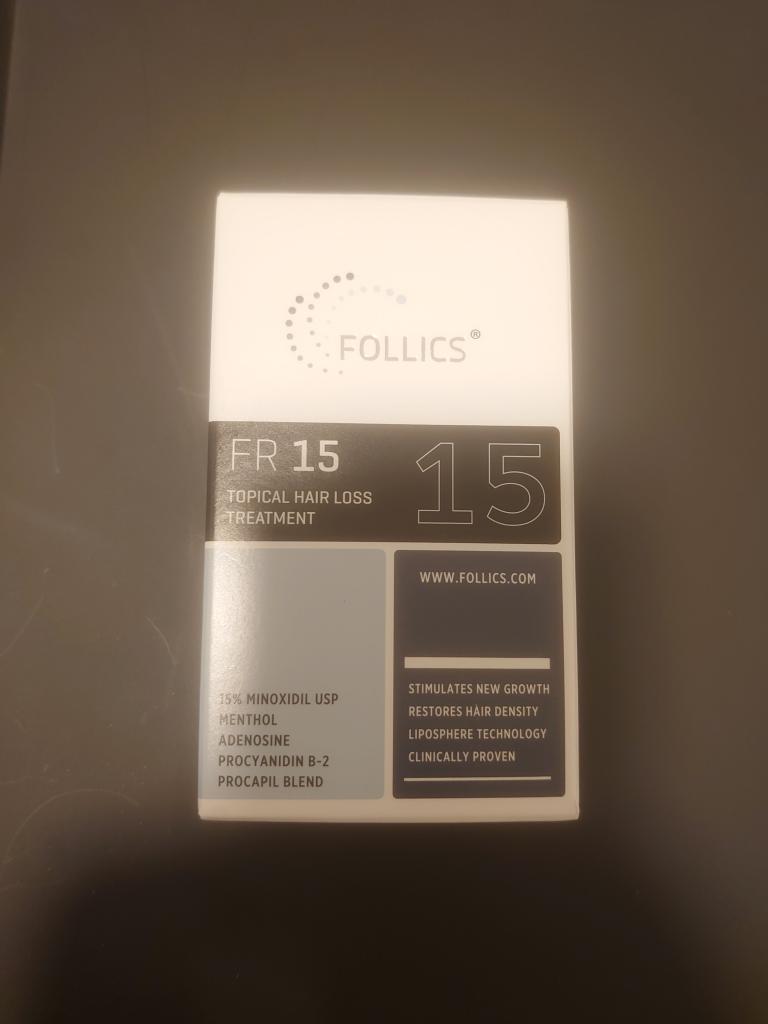 FOLLICS®
FR 15
15
TOPICAL HAIR LOSS
TREATMENT
15% MINOXIDIL USP
MENTHOL
ADENOSINE
PROCYANIDIN B-2
PROCAPIL BLEND
WWW.FOLLICS.COM
STIMULATES NEW GROWTH
RESTORES HAIR DENSITY
LIPOSPHERE TECHNOLOGY
CLINICALLY PROVEN